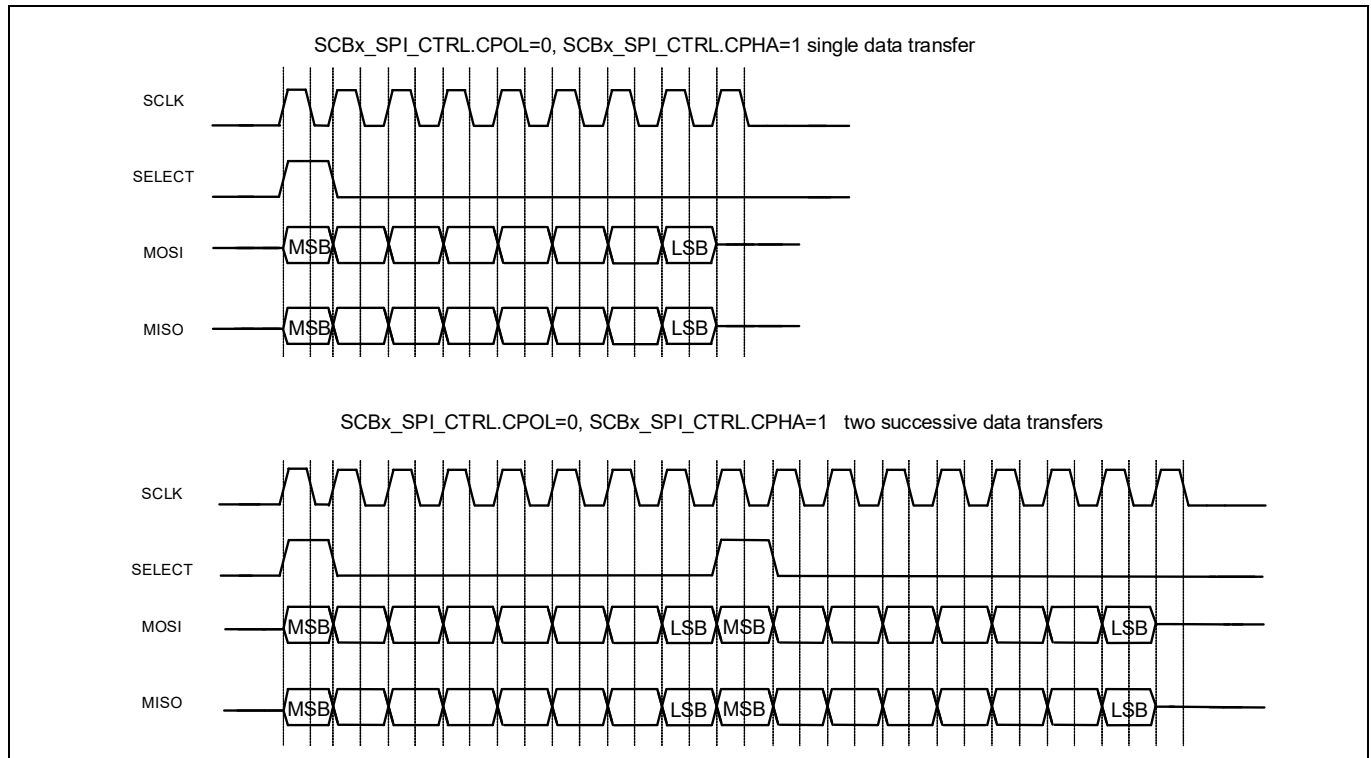 SCBx_SPI_CTRL.CPOL=0, SCBx_SPI_CTRL.CPHA=1 single data transfer
SCLK
SELECT
MOSI MSB LSB
MISO MSB LSB
SCBx_SPI_CTRL.CPOL=0, SCBx_SPI_CTRL.CPHA=1 two successive data transfers
SCLK
SELECT
MOSI MSB LSB MSB LSB
MISO MSB LSB MSB LSB